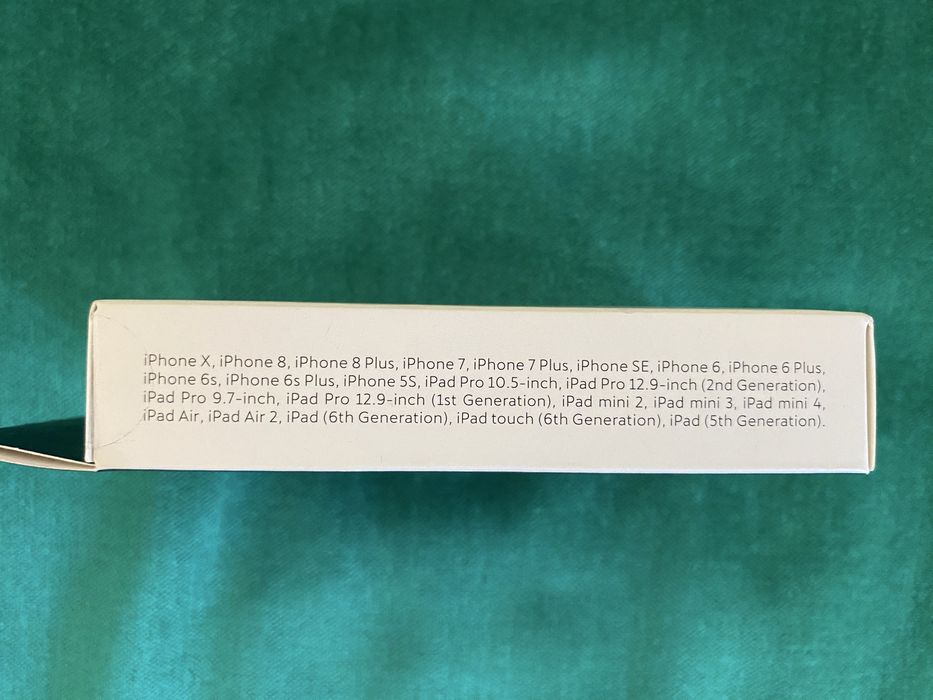 iPhone X, iPhone 8, iPhone 8 Plus, iPhone 7, iPhone 7 Plus, iPhone SE, iPhone 6, iPhone 6 Plus,
iPhone 6s, iPhone 6s Plus, iPhone 5S, iPad Pro 10.5-inch, iPad Pro 12.9-inch (2nd Generation),
iPad Pro 9.7-inch, iPad Pro 12.9-inch (1st Generation), iPad mini 2, iPad mini 3, iPad mini 4,
iPad Air, iPad Air 2, iPad (6th Generation), iPad touch (6th Generation), iPad (5th Generation).